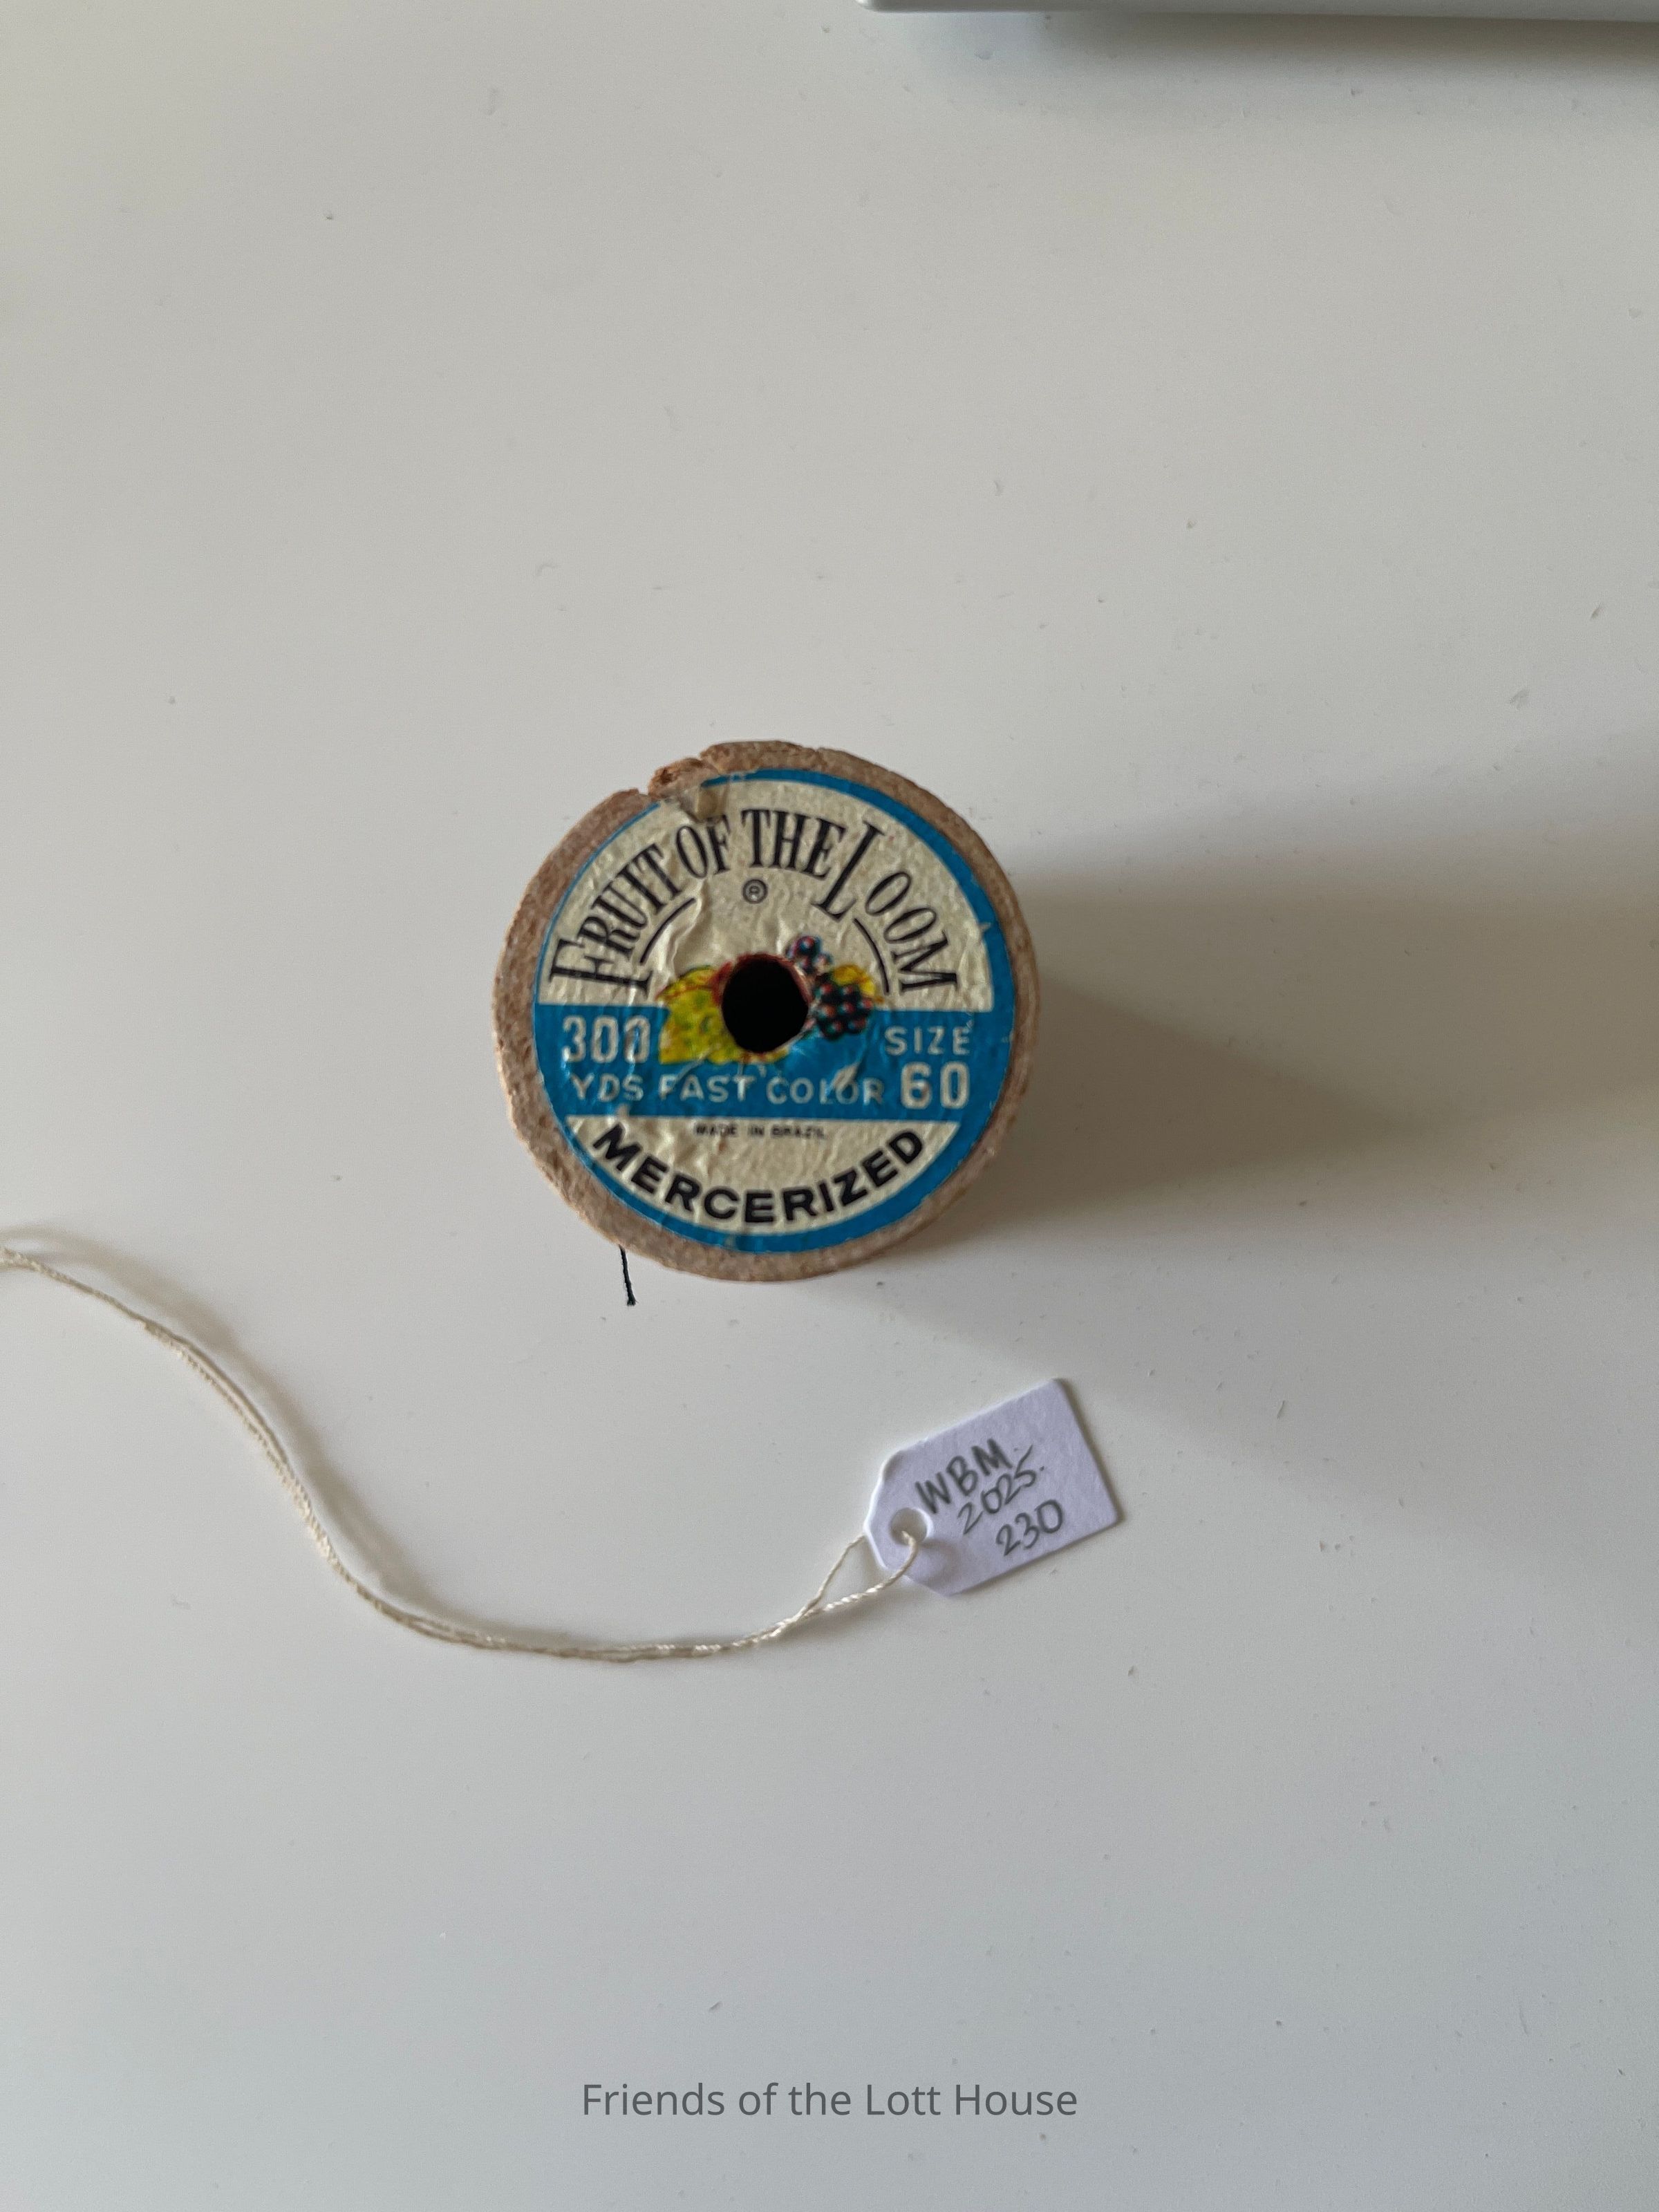 FRUIT OF THE LOOM
®
300 SIZE
YDS FAST COLOR 60
MADE IN BRAZIL
MERCERIZED
WBM.
2025.
230
Friends of the Lott House